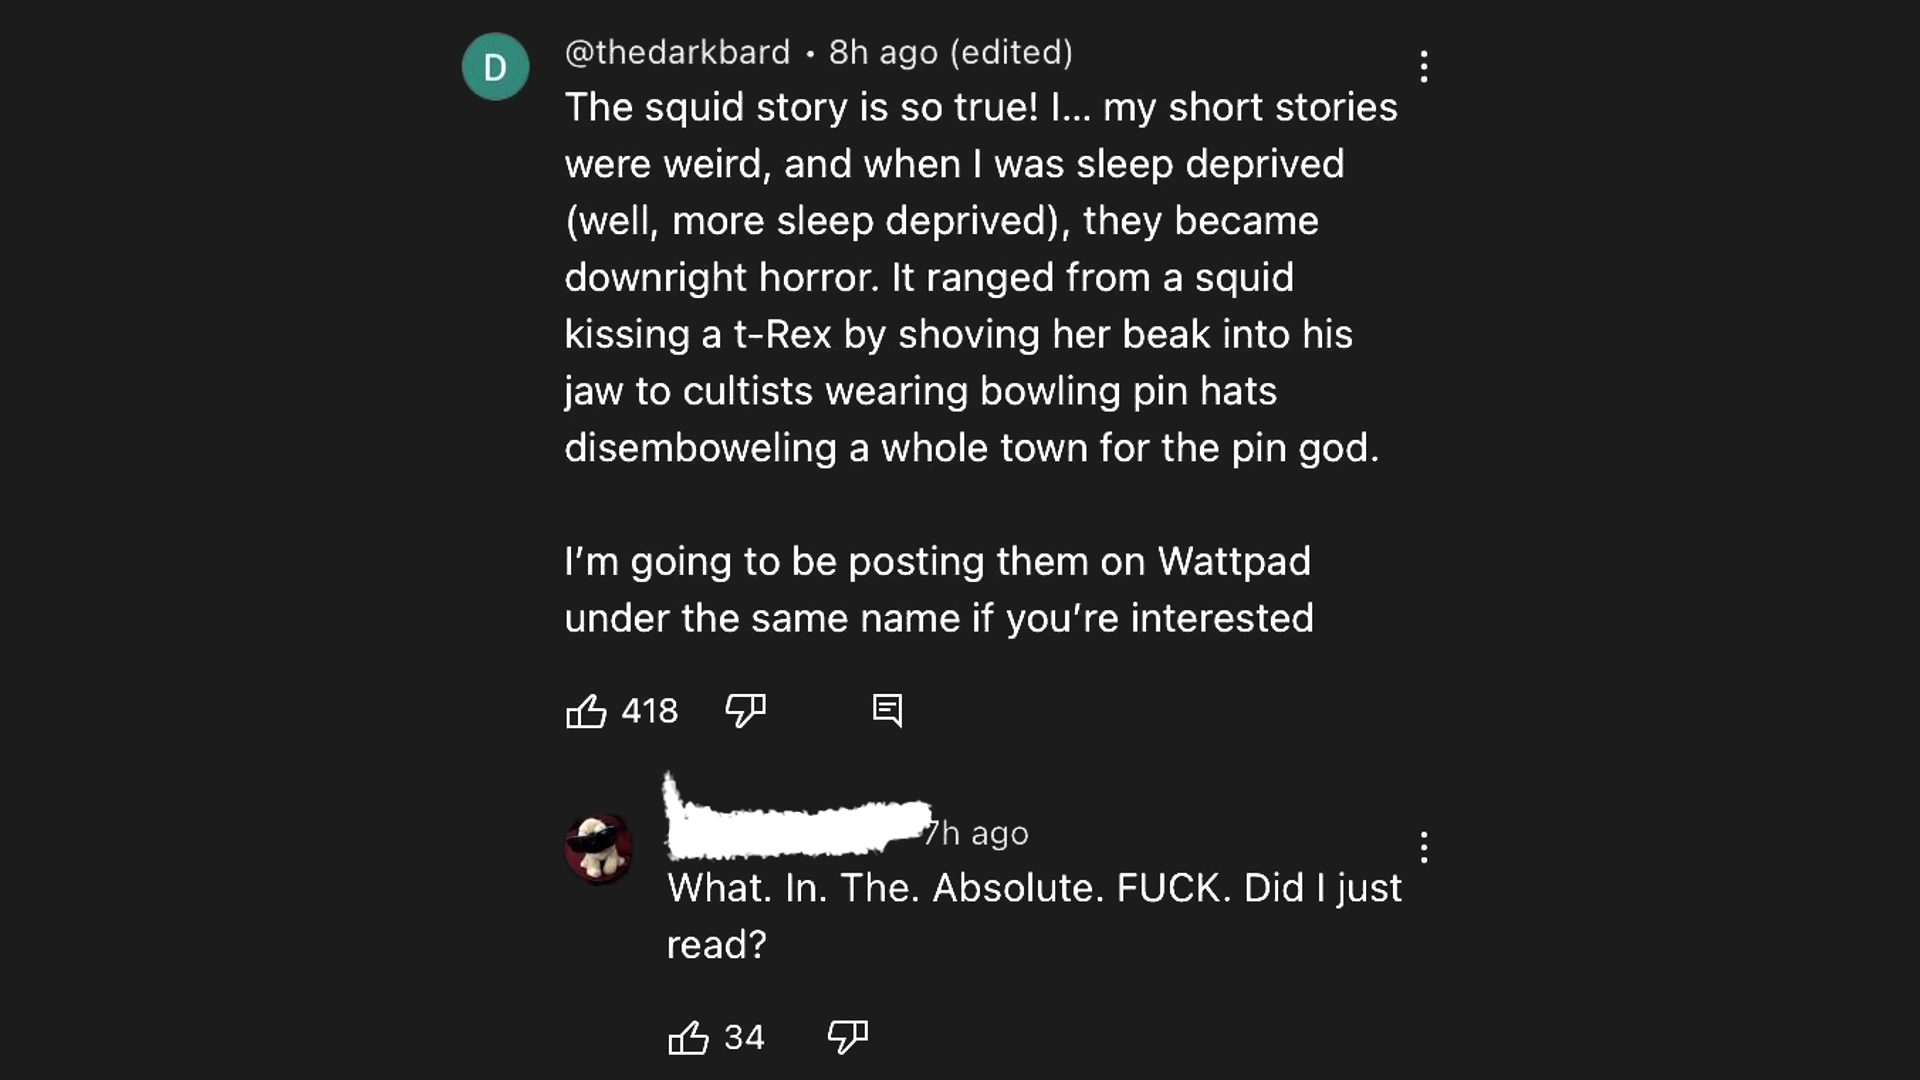 D
@thedarkbard • 8h ago (edited)
The squid story is so true! I... my short stories
were weird, and when I was sleep deprived
(well, more sleep deprived), they became
downright horror. It ranged from a squid
kissing a t-Rex by shoving her beak into his
jaw to cultists wearing bowling pin hats
disemboweling a whole town for the pin god.
I’m going to be posting them on Wattpad
under the same name if you’re interested
418
7h ago
What. In. The. Absolute. FUCK. Did I just
read?
34